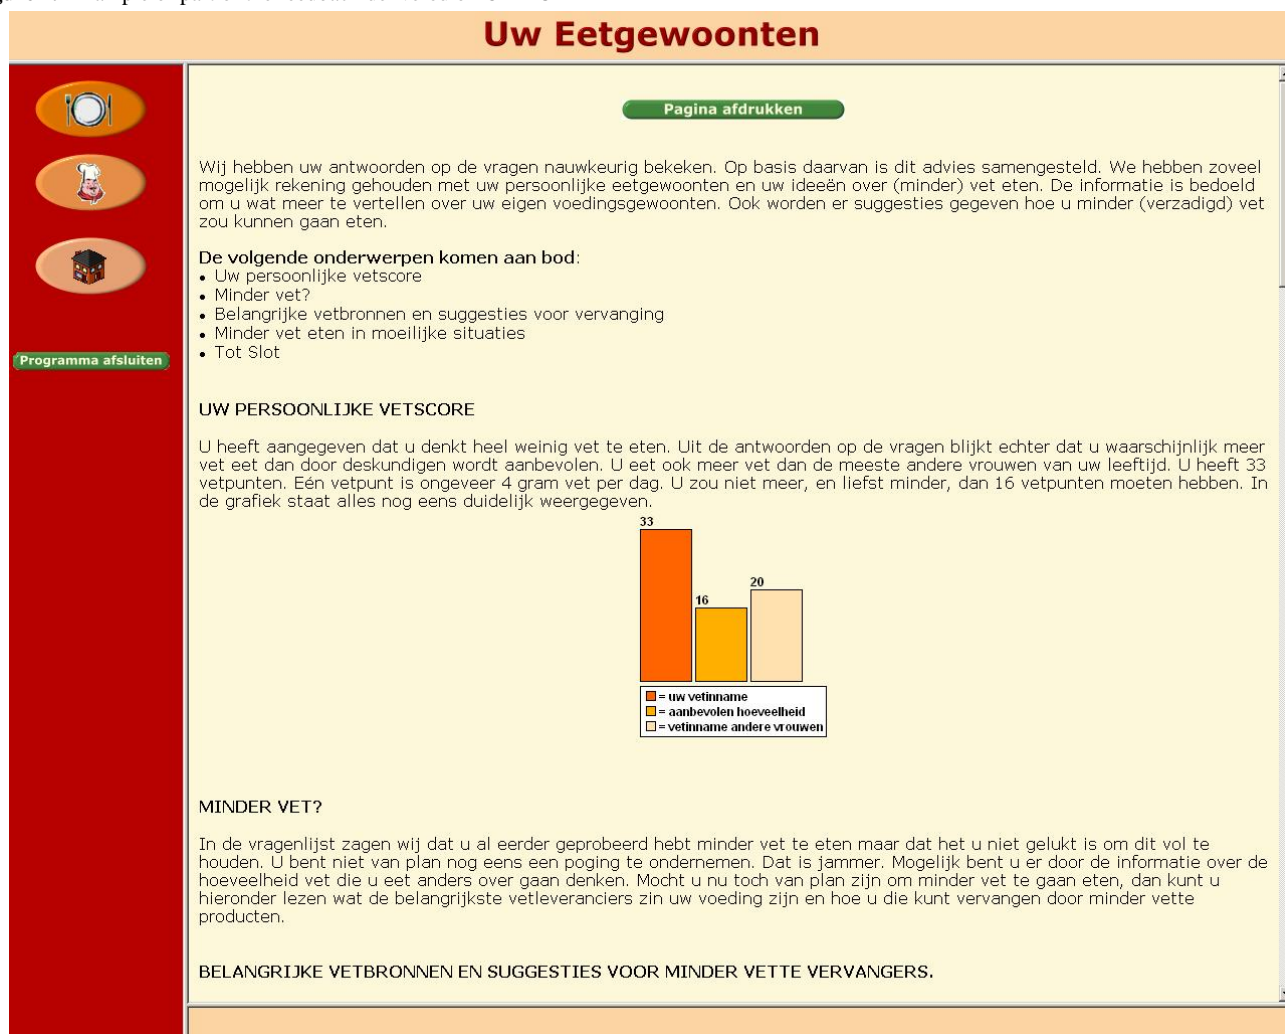 Uw Eetgewoonten
Pagina afdrukken
Programma afsluiten
Wij hebben uw antwoorden op de vragen nauwkeurig bekeken. Op basis daarvan is dit advies samengesteld. We hebben zoveel
mogelijk rekening gehouden met uw persoonlijke eetgewoonten en uw ideeën over (minder) vet eten. De informatie is bedoeld
om u wat meer te vertellen over uw eigen voedingsgewoonten. Ook worden er suggesties gegeven hoe u minder (verzadigd) vet
zou kunnen gaan eten.
De volgende onderwerpen komen aan bod:
• Uw persoonlijke vetscore
• Minder vet?
• Belangrijke vetbronnen en suggesties voor vervanging
• Minder vet eten in moeilijke situaties
• Tot Slot
UW PERSOONLIJKE VETSCORE
U heeft aangegeven dat u denkt heel weinig vet te eten. Uit de antwoorden op de vragen blijkt echter dat u waarschijnlijk meer
vet eet dan door deskundigen wordt aanbevolen. U eet ook meer vet dan de meeste andere vrouwen van uw leeftijd. U heeft 33
vetpunten. Eén vetpunt is ongeveer 4 gram vet per dag. U zou niet meer, en liefst minder, dan 16 vetpunten moeten hebben. In
de grafiek staat alles nog eens duidelijk weergegeven.
33
16
20
= uw vetinname
= aanbevolen hoeveelheid
= vetinname andere vrouwen
MINDER VET?
In de vragenlijst zagen wij dat u al eerder geprobeerd hebt minder vet te eten maar dat het u niet gelukt is om dit vol te
houden. U bent niet van plan nog eens een poging te ondernemen. Dat is jammer. Mogelijk bent u er door de informatie over de
hoeveelheid vet die u eet anders over gaan denken. Mocht u nu toch van plan zijn om minder vet te gaan eten, dan kunt u
hieronder lezen wat de belangrijkste vetleveranciers zin uw voeding zijn en hoe u die kunt vervangen door minder vette
producten.
BELANGRIJKE VETBRONNEN EN SUGGESTIES VOOR MINDER VETTE VERVANGERS.